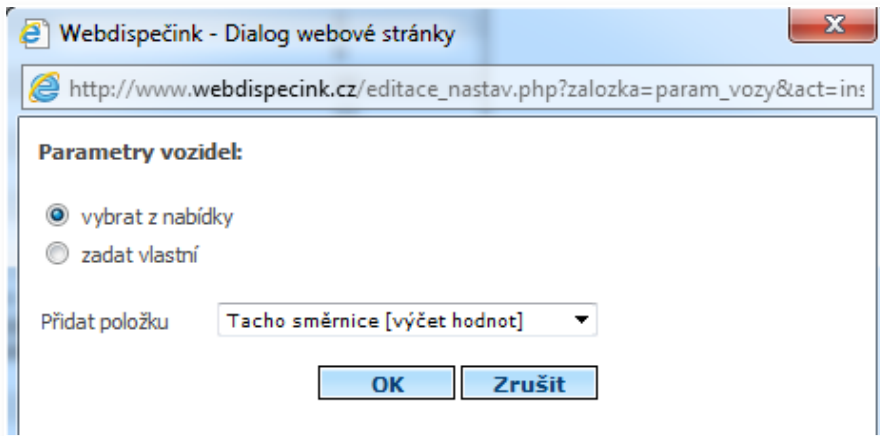 Webdispečink - Dialog webové stránky
http://www.webdispecink.cz/editace_nastav.php?zalozka=param_vozy&act=ins
Parametry vozidel:
vybrat z nabídky
zadat vlastní
Přidat položku Tacho směrnice [výčet hodnot]
OK Zrušit